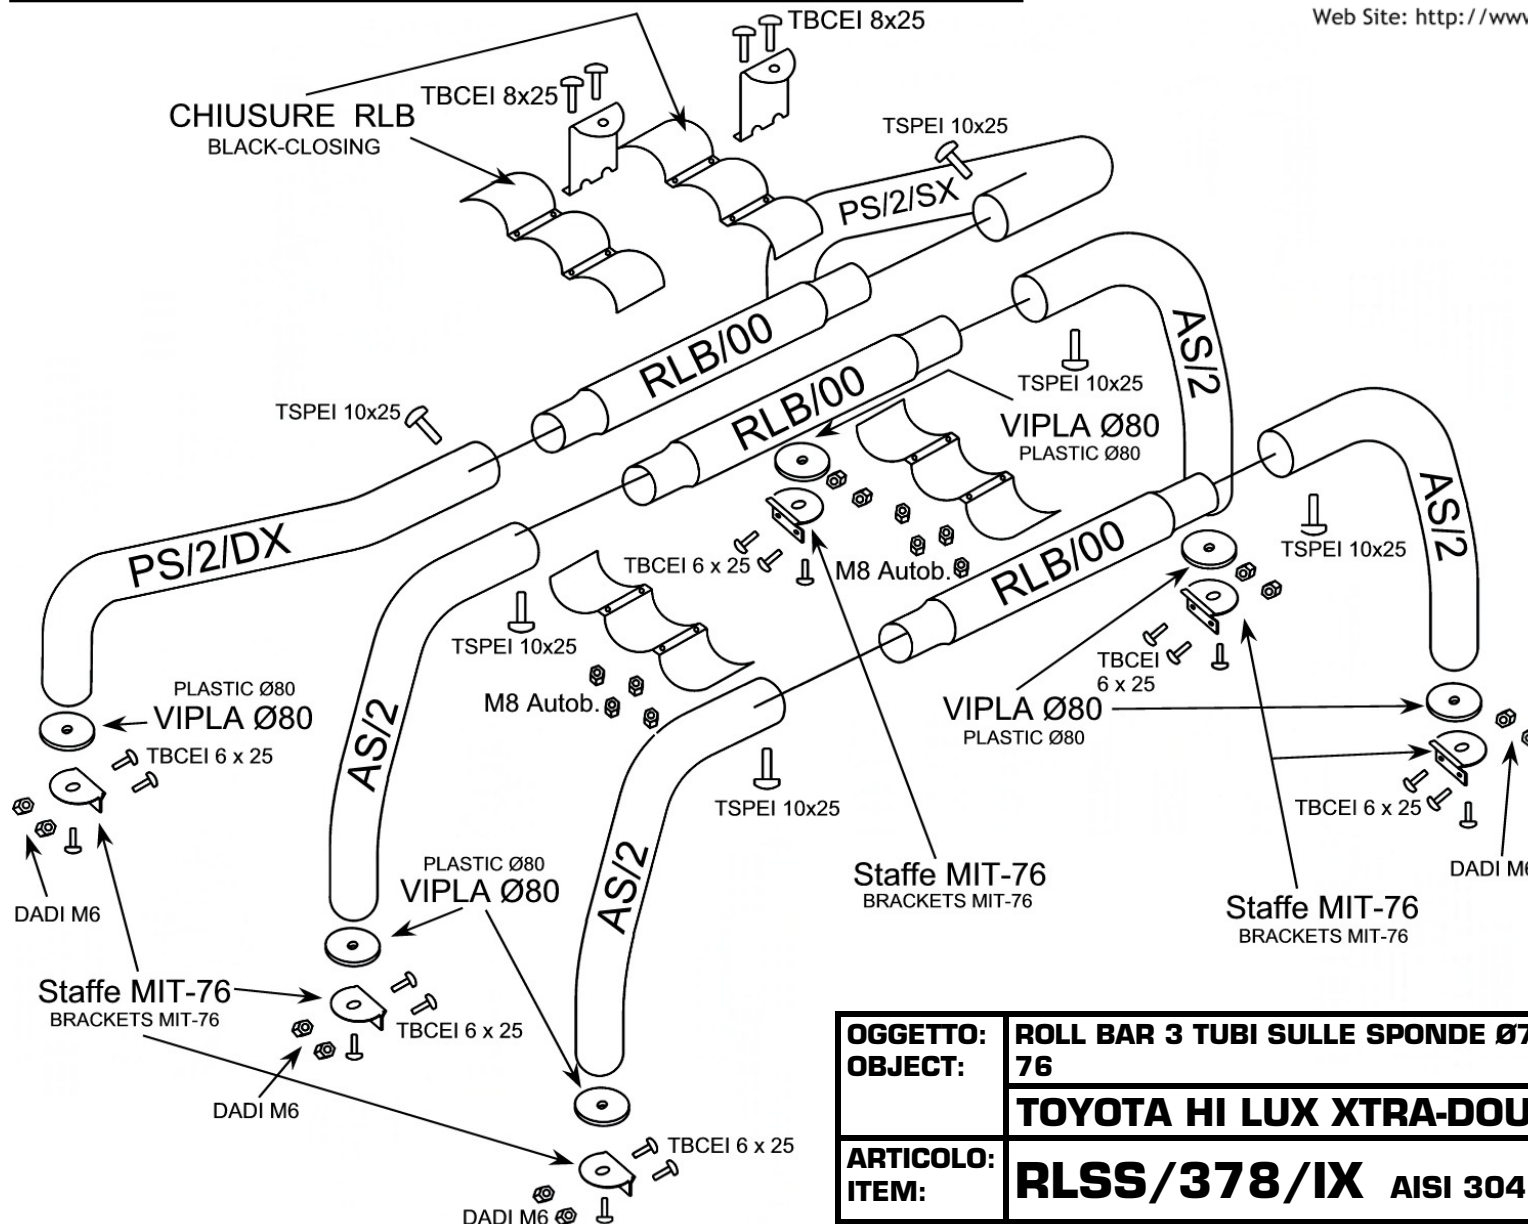 Web Site: http://www
TBCEI 8x25
TBCEI 8x25
CHIUSURE RLB
BLACK-CLOSING
TSPEI 10x25
PS/2/SX
RLB/00
AS/2
TSPEI 10x25
RLB/00
TSPEI 10x25
VIPLA Ø80
PLASTIC Ø80
AS/2
PS/2/DX
TBCEI 6 x 25
M8 Autob.
RLB/00
TSPEI 10x25
TSPEI 10x25
TBCEI
6 x 25
PLASTIC Ø80
VIPLA Ø80
M8 Autob.
VIPLA Ø80
PLASTIC Ø80
TBCEI 6 x 25
AS/2
TSPEI 10x25
TBCEI 6 x 25
DADI M6
PLASTIC Ø80
VIPLA Ø80
AS/2
Staffe MIT-76
BRACKETS MIT-76
DADI M6
Staffe MIT-76
BRACKETS MIT-76
Staffe MIT-76
BRACKETS MIT-76
TBCEI 6 x 25
DADI M6
TBCEI 6 x 25
DADI M6
OGGETTO: ROLL BAR 3 TUBI SULLE SPONDE Ø7
OBJECT: 76
TOYOTA HI LUX XTRA-DOU
ARTICOLO:
ITEM: RLSS/378/IX AISI 304